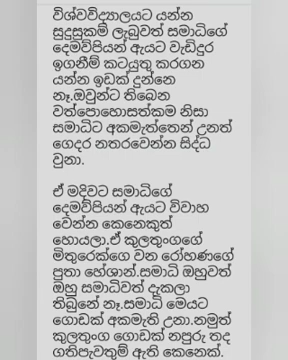 විශ්වවිද්‍යාලයට යන්න
සුදුසුකම් ලැබුවත් සමාධිගේ
දෙමව්පියන් ඇයට වැඩිදුර
ඉගනීම් කටයුතු කරගන
යන්න ඉඩක් දුන්නෙ
නෑ.ඔවුන්ට තිබෙන
වත්පොහොසත්කම නිසා
සමාධිට අකමැත්තෙන් උනත්
ගෙදර නතරවෙන්න සිද්ධ
වුනා.
ඒ මදිවට සමාධිගේ
දෙමව්පියන් ඇයට විවාහ
වෙන්න කෙනෙකුත්
හොයලා.ඒ කුලතුංගගේ
මිතුරෙක්ගෙ වන රෝහණගේ
පුතා හේශාන්.සමාධි ඔහුවත්
ඔහු සමාධිවත් දැකලා
තිබුනේ නෑ.සමාධි මෙයට
ගොඩක් අකමැති උනා.නමුත්
කුලතුංග ගොඩක් නපුරු තද
ගතිපැවතුම් ඇති කෙනෙක්.